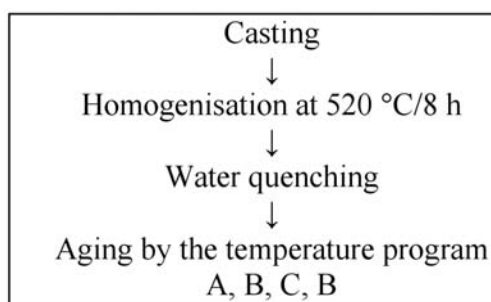 Casting
↓
Homogenisation at 520 °C/8 h
↓
Water quenching
↓
Aging by the temperature program
A, B, C, B